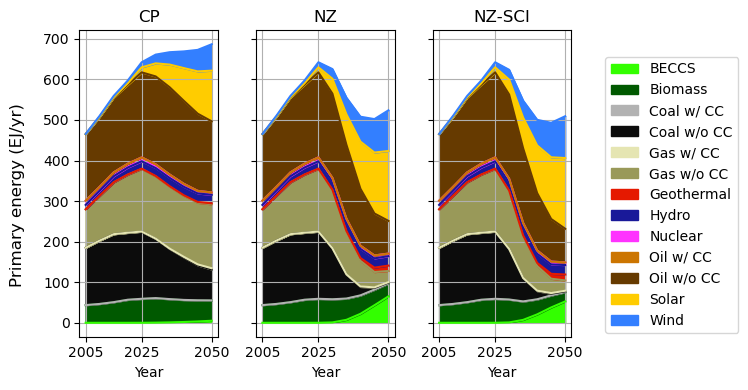 CP
NZ
NZ-SCI
Primary energy (EJ/yr)
700
600
500
400
300
200
100
0
2005
2025
2050
2005
2025
2050
2005
2025
2050
Year
Year
Year
BECCS
Biomass
Coal w/ CC
Coal w/o CC
Gas w/ CC
Gas w/o CC
Geothermal
Hydro
Nuclear
Oil w/ CC
Oil w/o CC
Solar
Wind